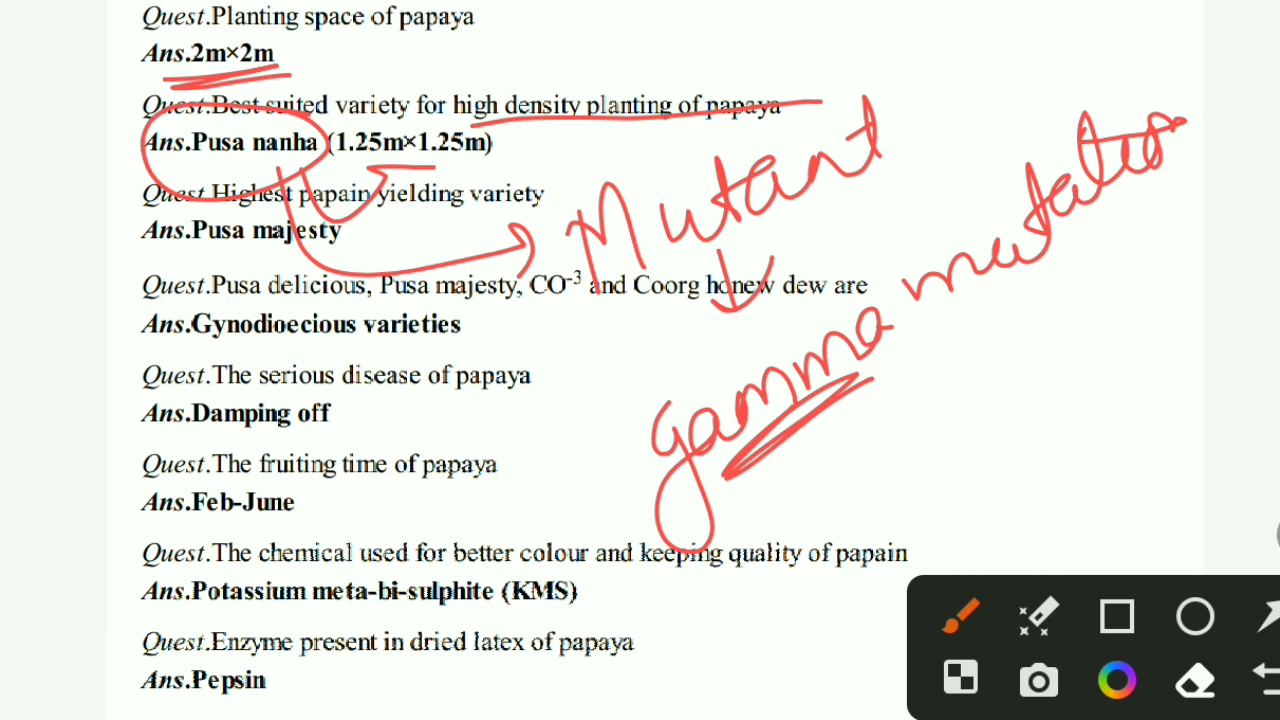 Quest.Planting space of papaya
Ans.2m×2m
Quest.Best suited variety for high density planting of papaya
Ans.Pusa nanha (1.25m×1.25m)
Quest.Highest papain yielding variety
Ans.Pusa majesty
Mutant
Quest.Pusa delicious, Pusa majesty, CO-3 and Coorg honew dew are
Ans.Gynodioecious varieties
gamma mutation
Quest.The serious disease of papaya
Ans.Damping off
Quest.The fruiting time of papaya
Ans.Feb-June
Quest.The chemical used for better colour and keeping quality of papain
Ans.Potassium meta-bi-sulphite (KMS)
Quest.Enzyme present in dried latex of papaya
Ans.Pepsin